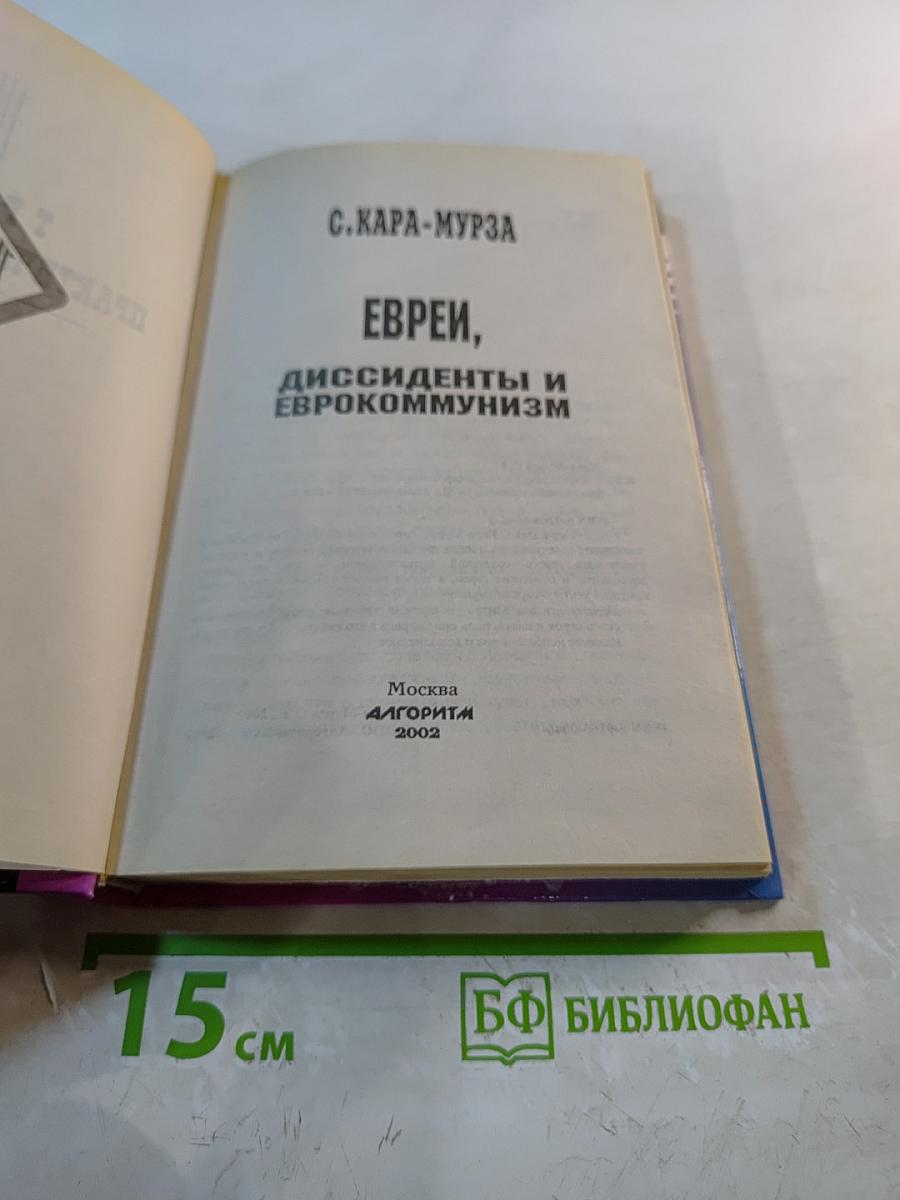 С. КАРА-МУРЗА
ЕВРЕИ,
ДИССИДЕНТЫ И
ЕВРОКОММУНИЗМ
Москва
АЛГОРИТМ
2002
15 см
БФ БИБЛИОФАН